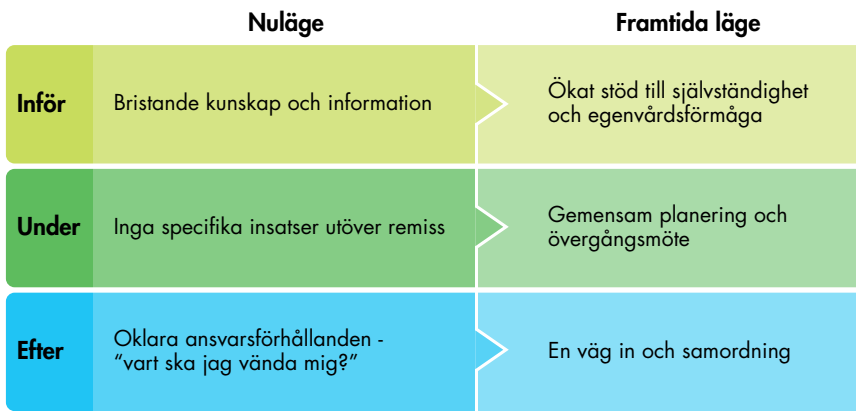 Nuläge
Framtida läge
Inför
Bristande kunskap och information
Ökat stöd till självständighet
och egenvårdsförmåga
Under
Inga specifika insatser utöver remiss
Gemensam planering och
övergångsmöte
Efter
Oklara ansvarsförhållanden -
“vart ska jag vända mig?”
En väg in och samordning